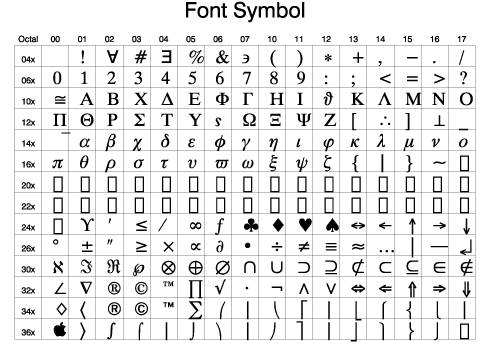 Font Symbol
Octal 00 01 02 03 04 05 06 07 10 11 12 13 14 15 16 17
04x ! ∀ # ∃ % & ∍ ( ) ∗ + , − . /
06x 0 1 2 3 4 5 6 7 8 9 : ; < = > ?
10x ≅ Α Β Χ Δ Ε Φ Γ Η Ι ϑ Κ Λ Μ Ν Ο
12x Π Θ Ρ Σ Τ Υ ς Ω Ξ Ψ Ζ [ ∴ ] ⊥ _
14x ‾ α β χ δ ε φ γ η ι ϕ κ λ μ ν ο
16x π θ ρ σ τ υ ϖ ω ξ ψ ζ { | } ∼ ▯
20x ▯ ▯ ▯ ▯ ▯ ▯ ▯ ▯ ▯ ▯ ▯ ▯ ▯ ▯ ▯ ▯
22x ▯ ▯ ▯ ▯ ▯ ▯ ▯ ▯ ▯ ▯ ▯ ▯ ▯ ▯ ▯ ▯
24x ▯ ϒ ′ ≤ ⁄ ∞ ƒ ♣ ♦ ♥ ♠ ↔ ← ↑ → ↓
26x ° ± ″ ≥ × ∝ ∂ • ÷ ≠ ≡ ≈ … | — ↵
30x ℵ ℑ ℜ ℘ ⊗ ⊕ ∅ ∩ ∪ ⊃ ⊇ ⊄ ⊂ ⊆ ∈ ∉
32x ∠ ∇ ® © ™ ∏ √ ⋅ ¬ ∧ ∨ ⇔ ⇐ ⇑ ⇒ ⇓
34x ◊ 〈 ® © ™ ∑ ⎛ ⎜ ⎝ ⎡ ⎢ ⎣ ⎧ ⎨ ⎩ ⎪
36x  〉 ∫ ⌠ ⎮ ⌡ ⎞ ⎟ ⎠ ⎤ ⎥ ⎦ ⎫ ⎬ ⎭ ▯